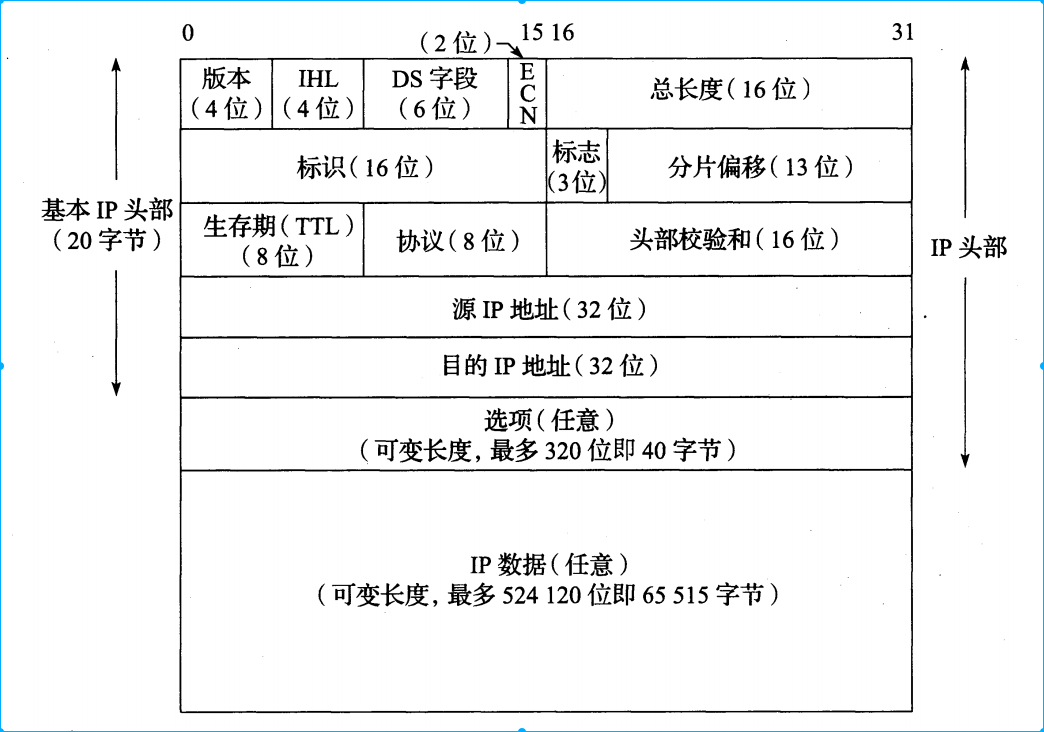 0
15 16
31
(2 位)
版本
(4 位)
IHL
(4 位)
DS 字段
(6 位)
E
C
N
总长度(16 位)
标识(16 位)
标志
(3位)
分片偏移(13 位)
基本 IP 头部
(20 字节)
生存期(TTL)
(8 位)
协议(8 位)
头部校验和(16 位)
IP 头部
源 IP 地址(32 位)
目的 IP 地址(32 位)
选项(任意)
(可变长度, 最多 320 位即 40 字节)
IP 数据(任意)
(可变长度, 最多 524 120 位即 65 515 字节)